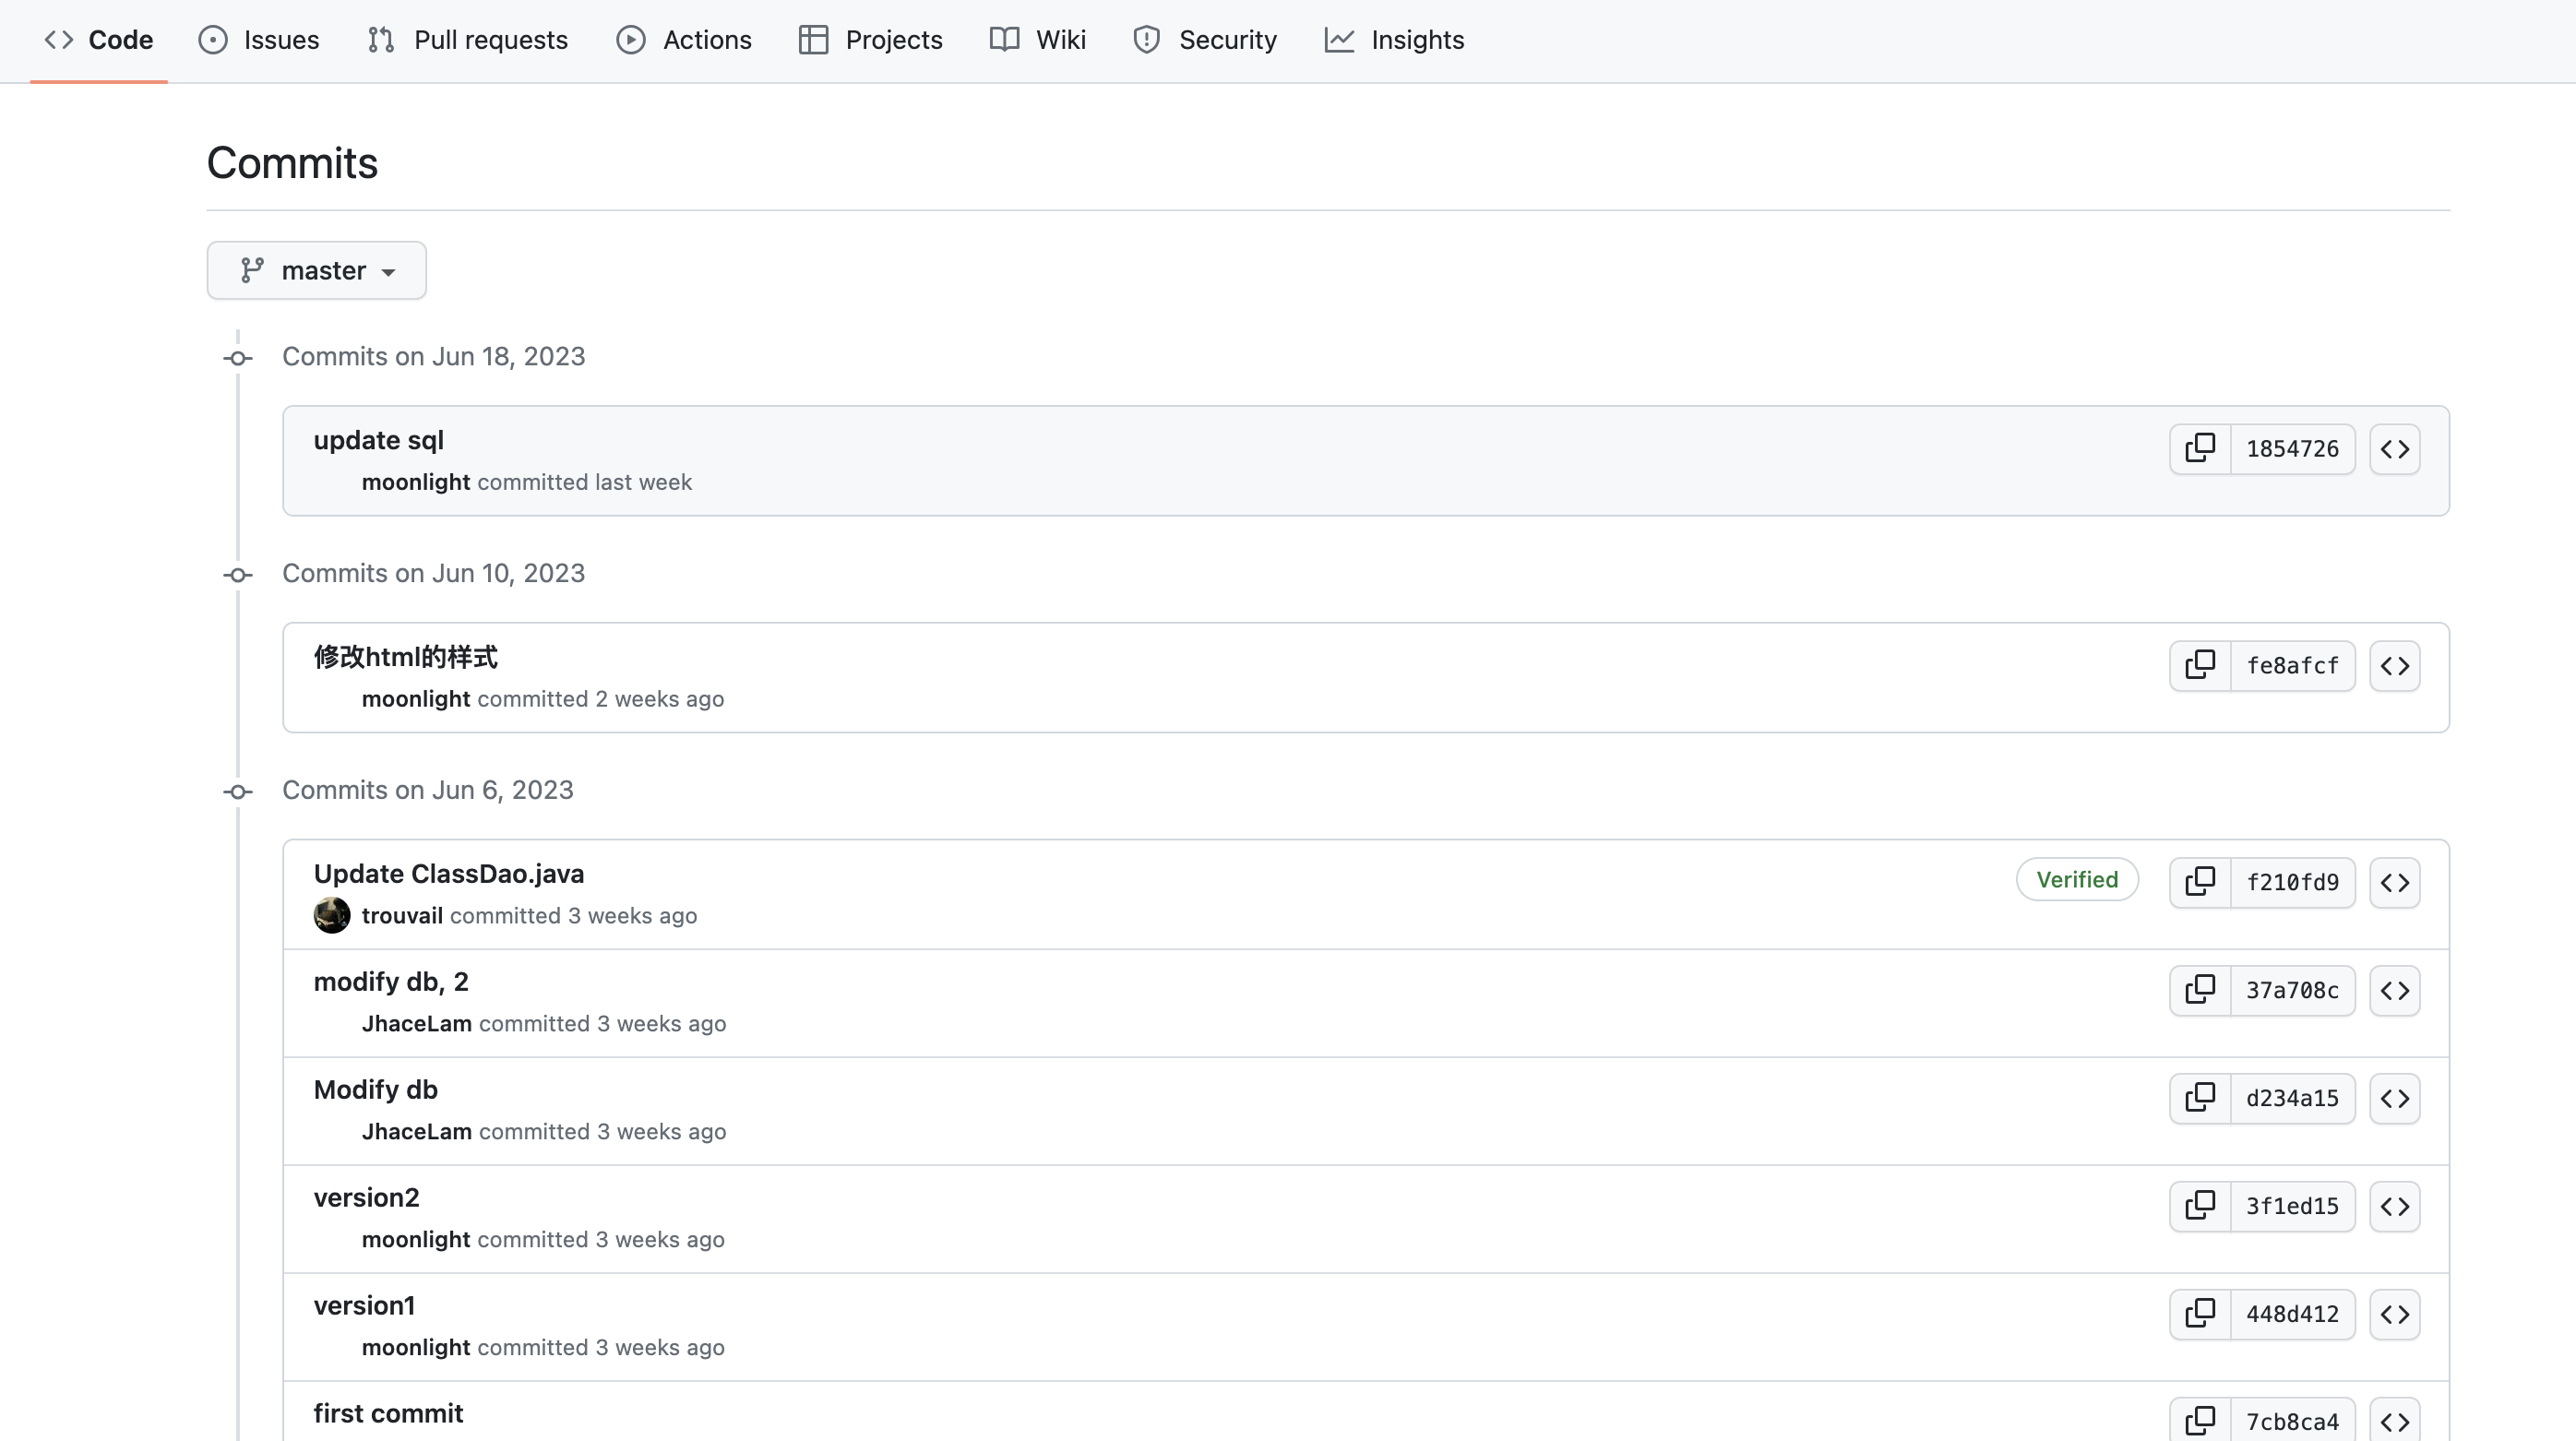 Code Issues Pull requests Actions Projects Wiki Security Insights
Commits
master
Commits on Jun 18, 2023
update sql
1854726
moonlight committed last week
Commits on Jun 10, 2023
修改html的样式
fe8afcf
moonlight committed 2 weeks ago
Commits on Jun 6, 2023
Update ClassDao.java
Verified
f210fd9
trouvail committed 3 weeks ago
modify db, 2
37a708c
JhaceLam committed 3 weeks ago
Modify db
d234a15
JhaceLam committed 3 weeks ago
version2
3f1ed15
moonlight committed 3 weeks ago
version1
448d412
moonlight committed 3 weeks ago
first commit
7cb8ca4